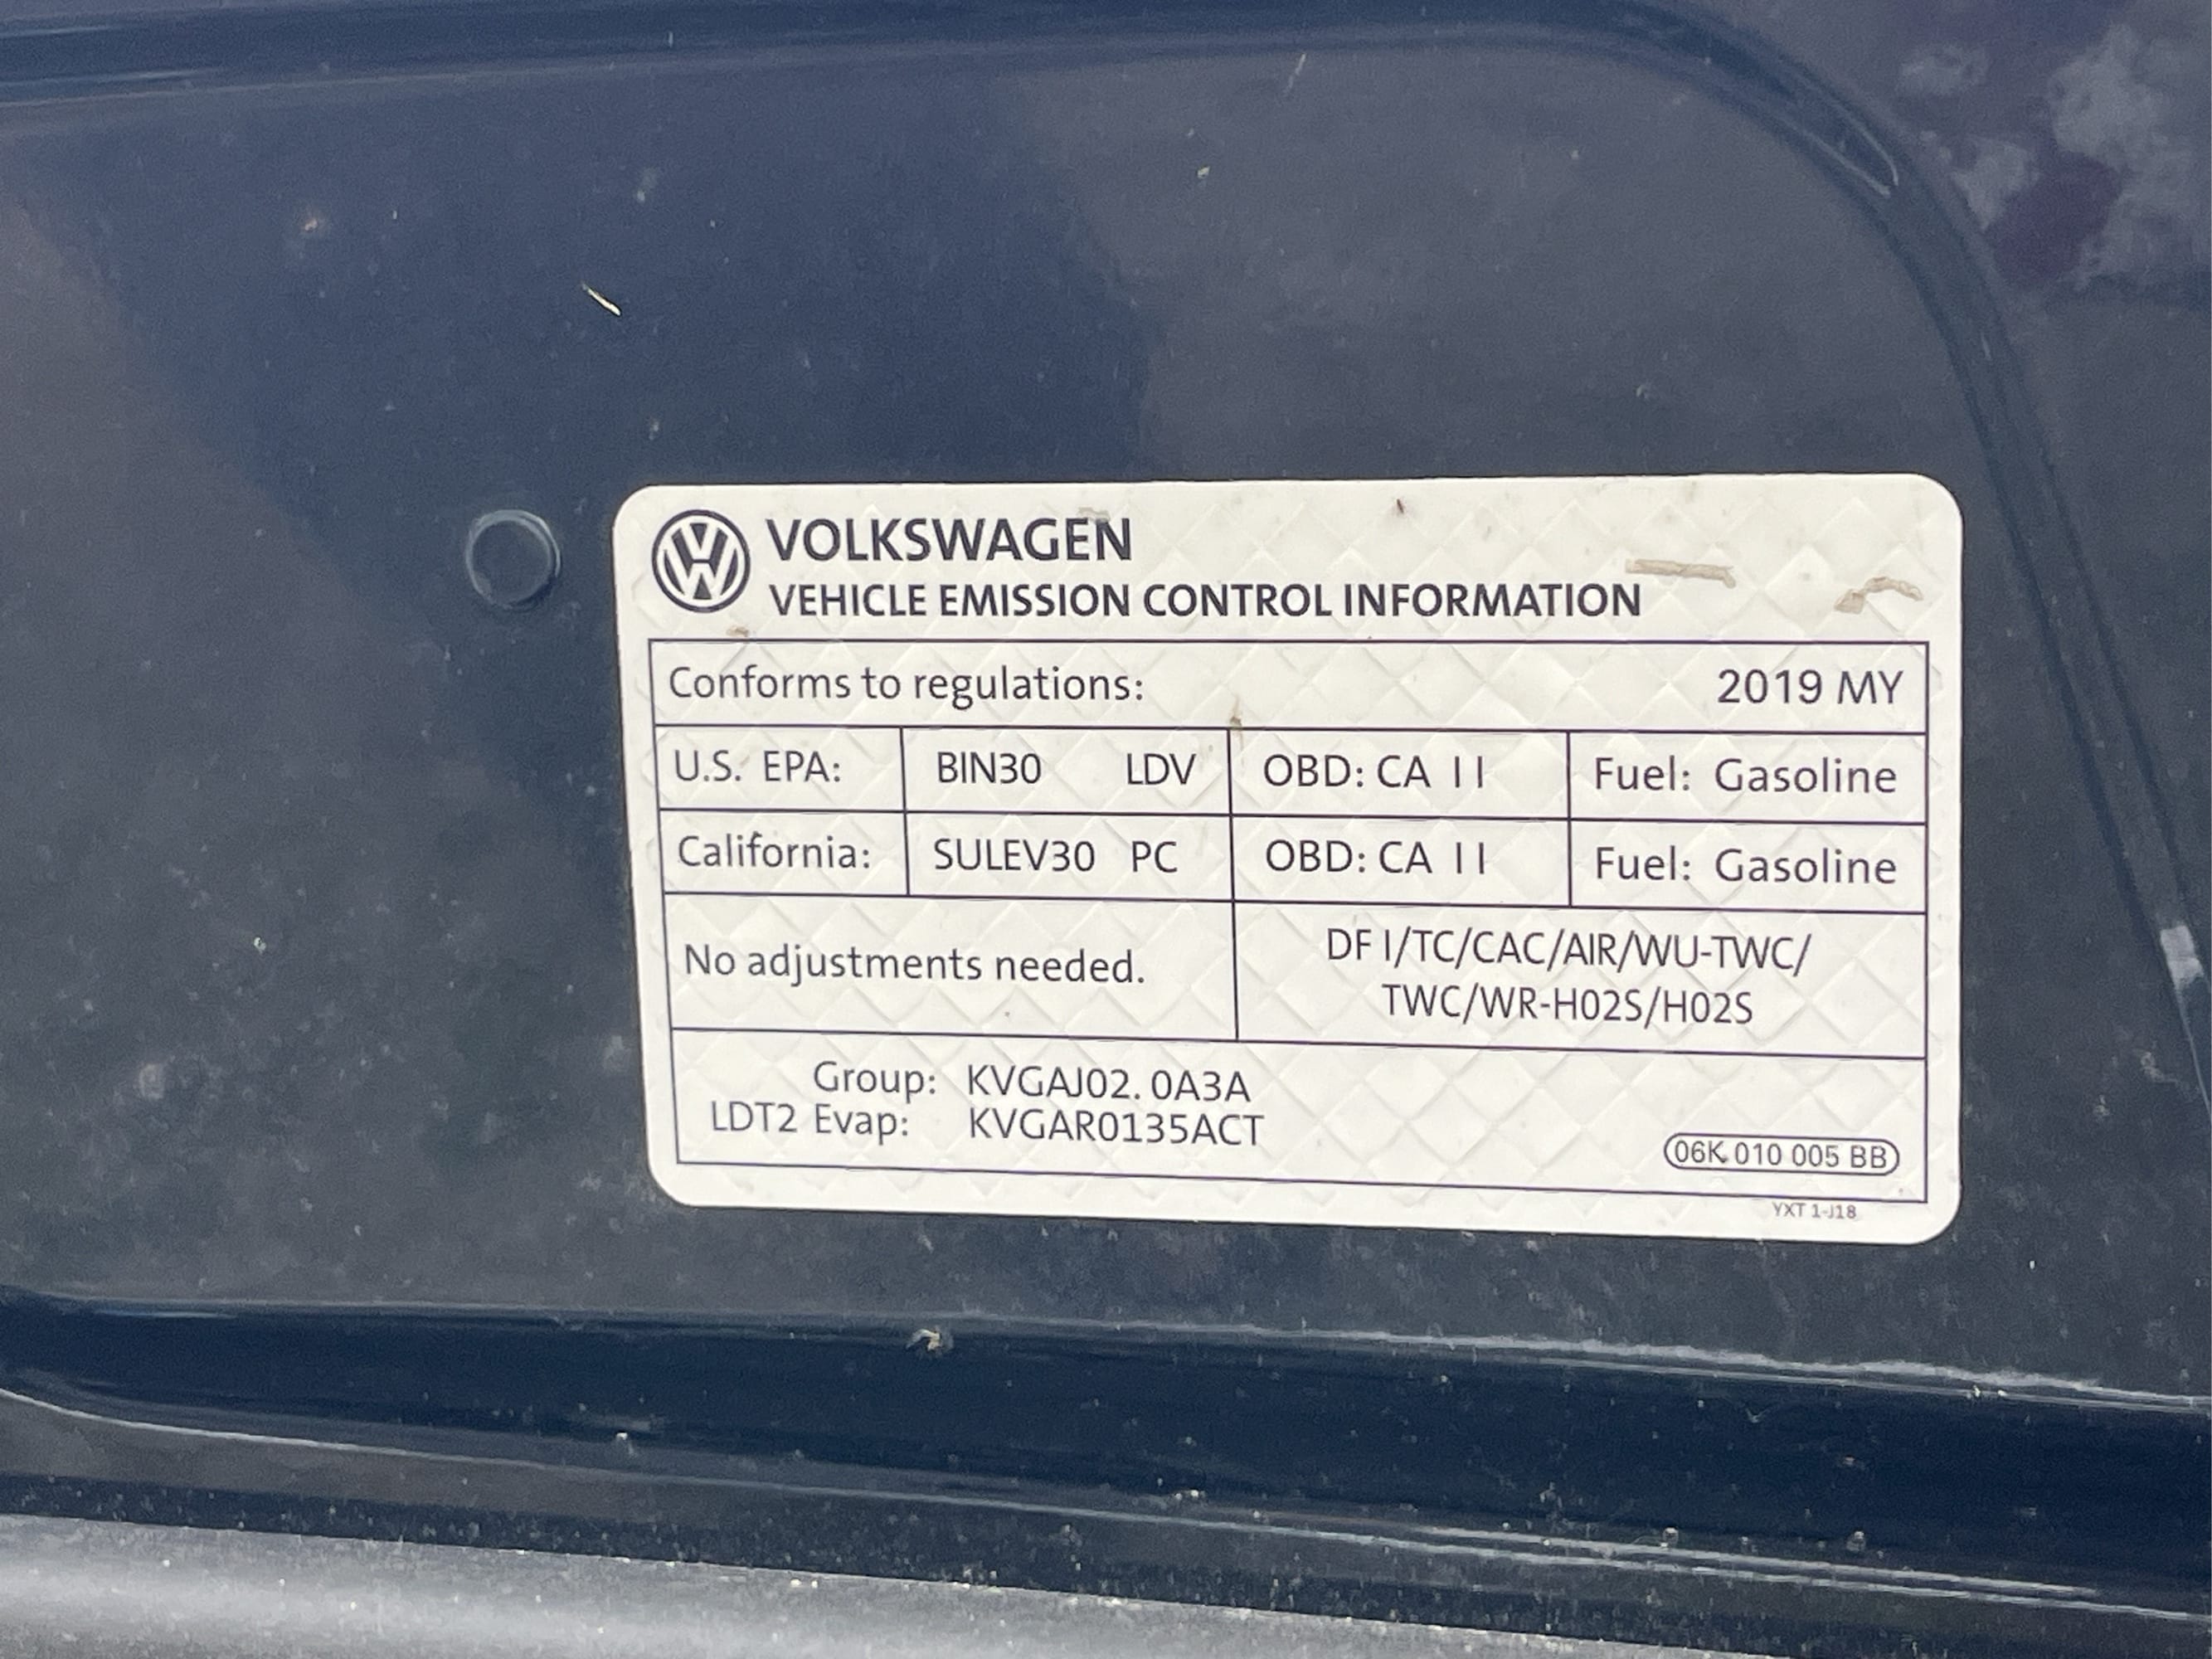 VOLKSWAGEN
VEHICLE EMISSION CONTROL INFORMATION
Conforms to regulations: 2019 MY
U.S. EPA: BIN30 LDV OBD: CA II Fuel: Gasoline
California: SULEV30 PC OBD: CA II Fuel: Gasoline
No adjustments needed.
DF I/TC/CAC/AIR/WU-TWC/
TWC/WR-H02S/H02S
Group: KVGAJ02. 0A3A
LDT2 Evap: KVGAR0135ACT
06K 010 005 BB
YXT 1-J18